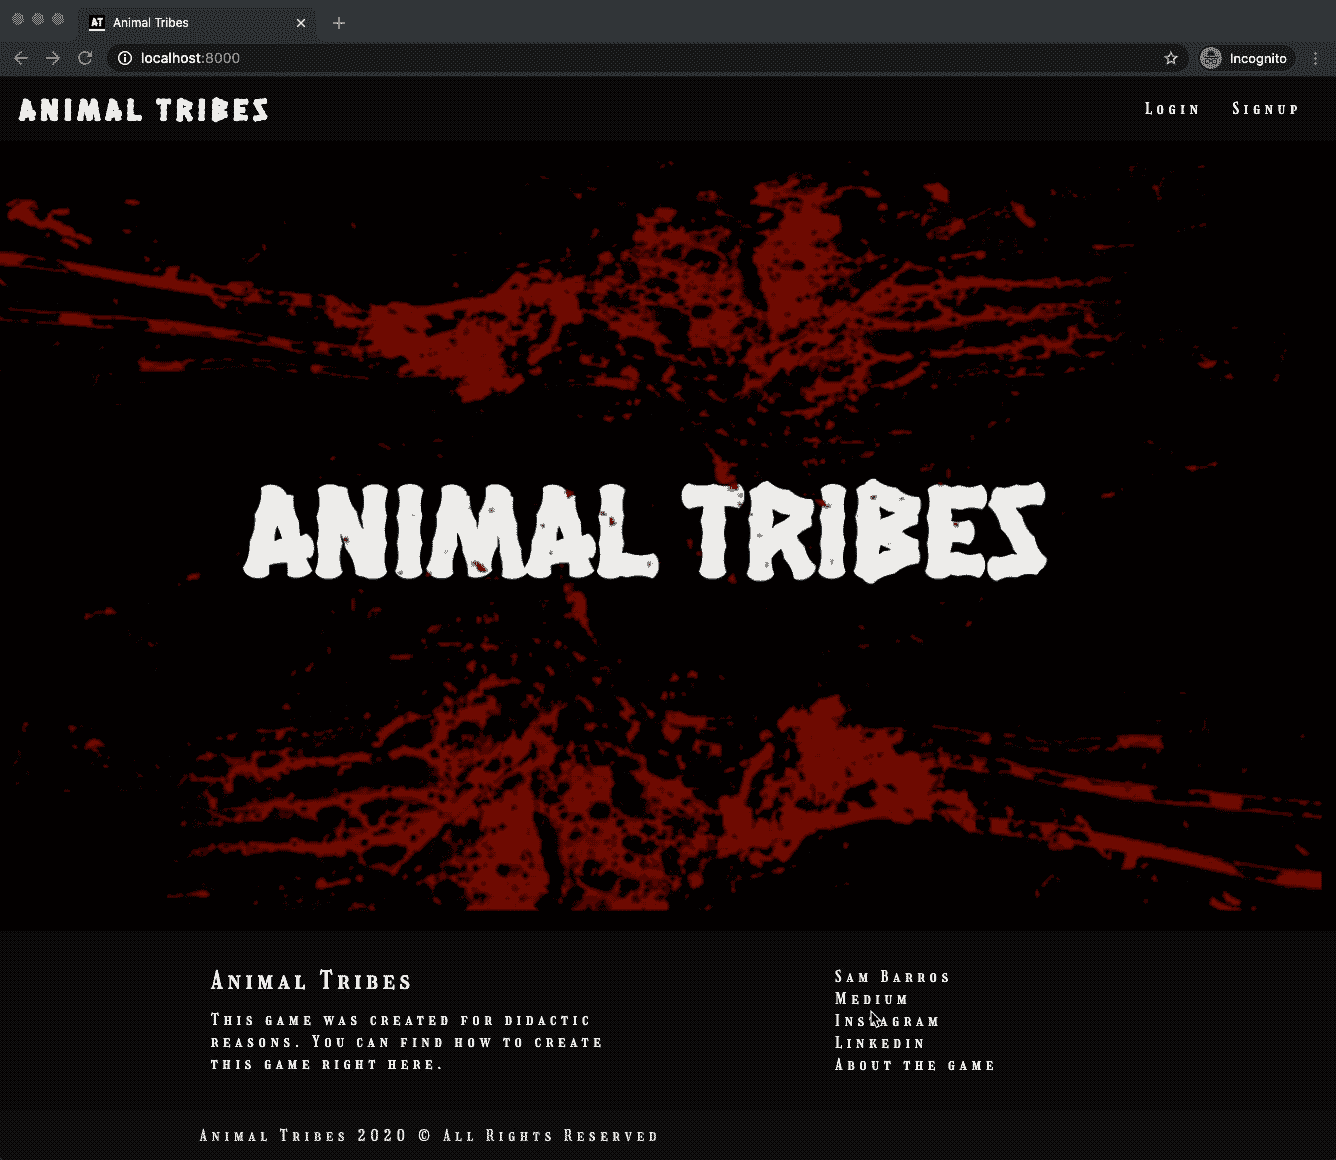 AT Animal Tribes
localhost:8000
Incognito
ANIMAL TRIBES
Login Signup
ANIMAL TRIBES
Animal Tribes
This game was created for didactic
reasons. You can find how to create
this game right here.
Sam Barros
Medium
Instagram
Linkedin
About the game
Animal Tribes 2020 © All Rights Reserved